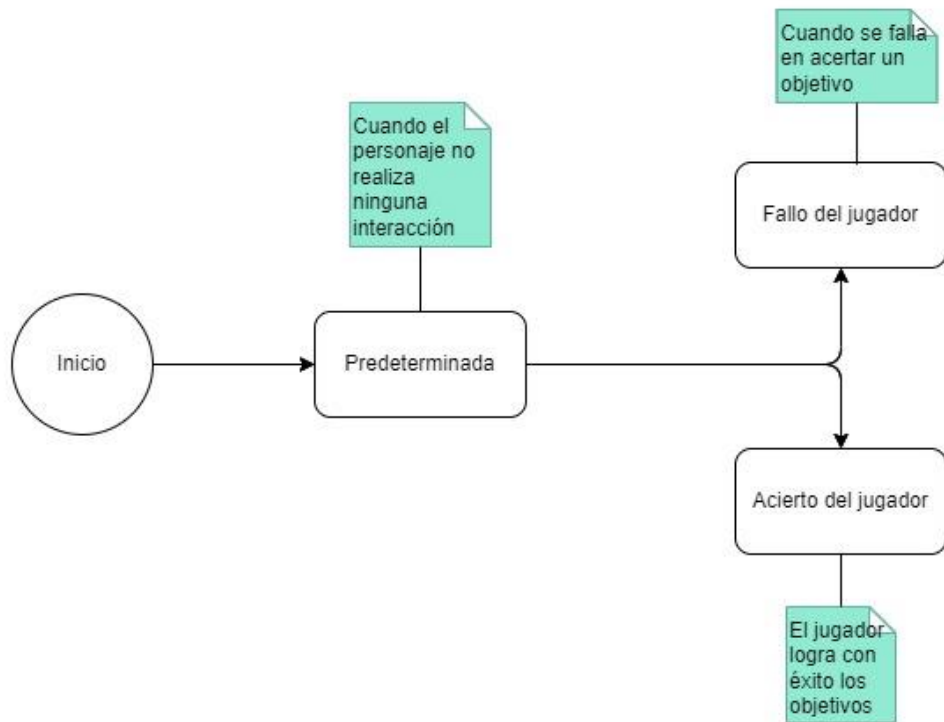 Cuando se falla
en acertar un
objetivo
Cuando el
personaje no
realiza
ninguna
interacción
Fallo del jugador
Inicio
Predeterminada
Acierto del jugador
El jugador
logra con
éxito los
objetivos